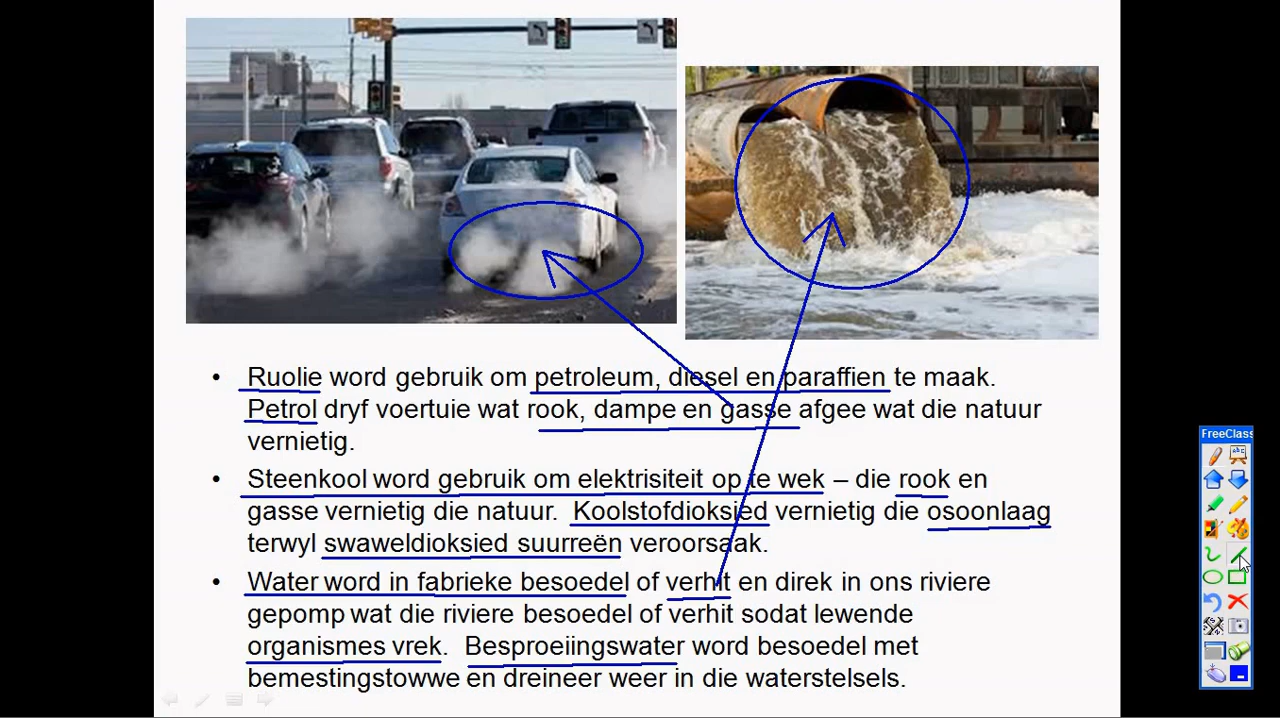 • Ruolie word gebruik om petroleum, diesel en paraffien te maak.
Petrol dryf voertuie wat rook, dampe en gasse afgee wat die natuur
vernietig.
• Steenkool word gebruik om elektrisiteit op te wek – die rook en
gasse vernietig die natuur. Koolstofdioksied vernietig die osoonlaag
terwyl swaweldioksied suurreën veroorsaak.
• Water word in fabrieke besoedel of verhit en direk in ons riviere
gepomp wat die riviere besoedel of verhit sodat lewende
organismes vrek. Besproeiingswater word besoedel met
bemestingstowwe en dreineer weer in die waterstelsels.
FreeClass